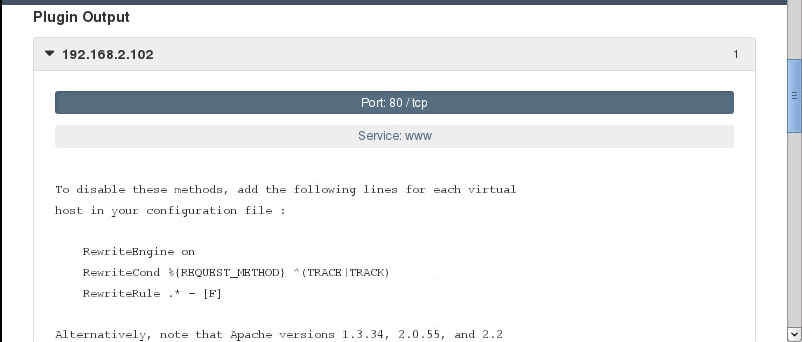 Plugin Output
192.168.2.102 1
Port: 80 / tcp
Service: www
To disable these methods, add the following lines for each virtual
host in your configuration file :
RewriteEngine on
RewriteCond %{REQUEST_METHOD} ^(TRACE|TRACK)
RewriteRule .* - [F]
Alternatively, note that Apache versions 1.3.34, 2.0.55, and 2.2